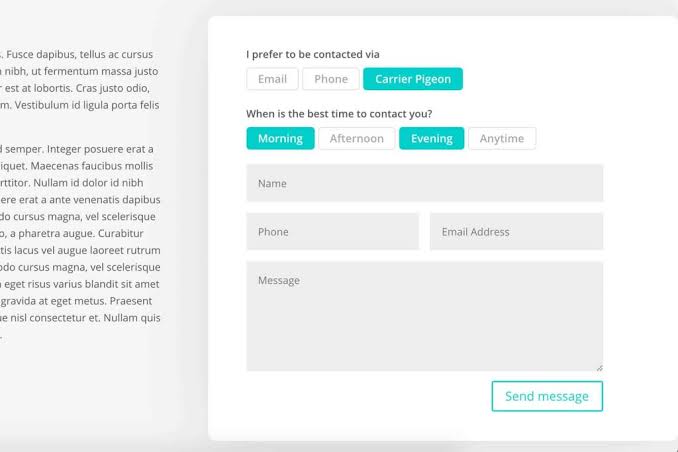 s. Fusce dapibus, tellus ac cursus
n nibh, ut fermentum massa justo
r est at lobortis. Cras justo odio,
m. Vestibulum id ligula porta felis
d semper. Integer posuere erat a
iquet. Maecenas faucibus mollis
rttitor. Nullam id dolor id nibh
ere erat a ante venenatis dapibus
do cursus magna, vel scelerisque
o, a pharetra augue. Curabitur
tis lacus vel augue laoreet rutrum
odo cursus magna, vel scelerisque
eget risus varius blandit sit amet
gravida at eget metus. Praesent
ue nisl consectetur et. Nullam quis
.
I prefer to be contacted via
Email Phone Carrier Pigeon
When is the best time to contact you?
Morning Afternoon Evening Anytime
Name
Phone Email Address
Message
Send message